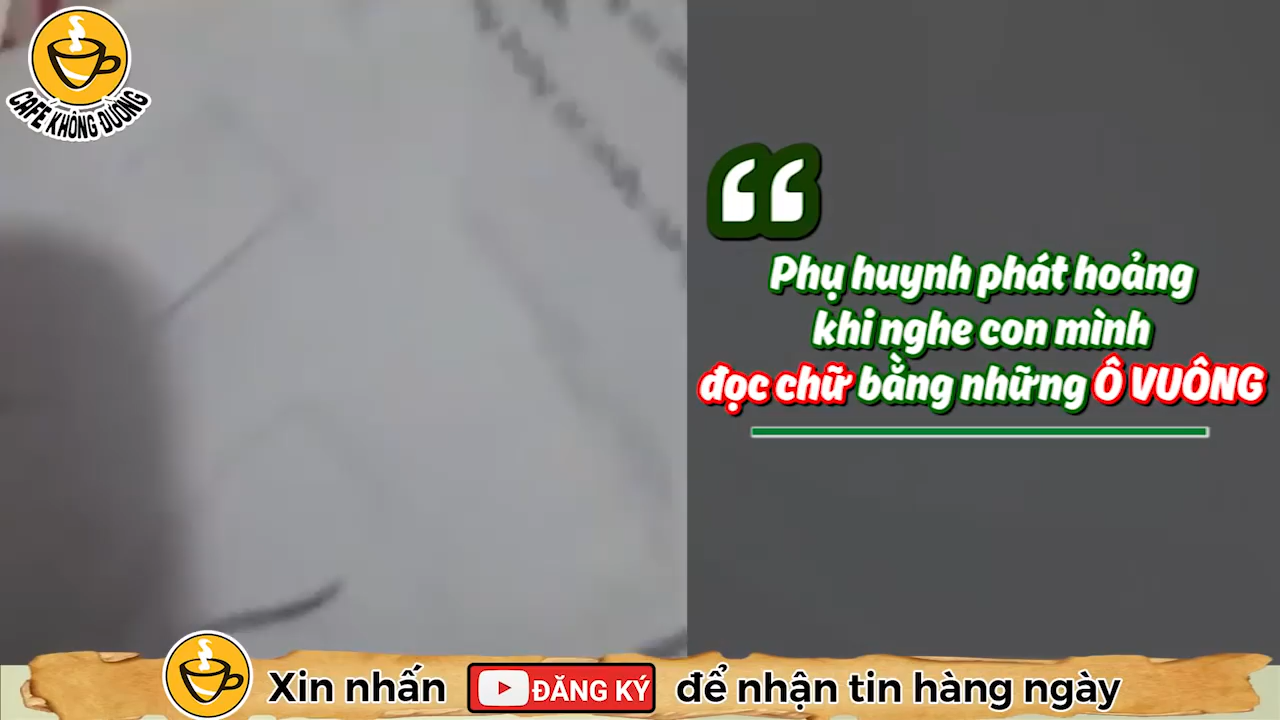 CAFE KHÔNG ĐƯỜNG
Phụ huynh phát hoảng
khi nghe con mình
đọc chữ bằng những Ô VUÔNG
Xin nhấn ĐĂNG KÝ để nhận tin hàng ngày